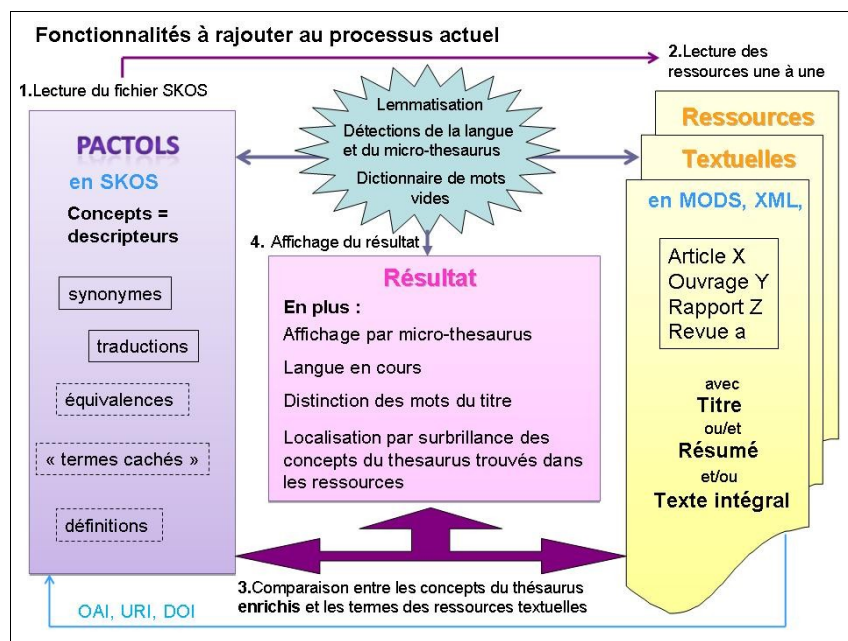 Fonctionnalités à rajouter au processus actuel
2.Lecture des
ressources une à une
1.Lecture du fichier SKOS
PACTOLS
en SKOS
Concepts =
descripteurs
synonymes
traductions
équivalences
« termes cachés »
définitions
Lemmatisation
Détections de la langue
et du micro-thesaurus
Dictionnaire de mots
vides
4. Affichage du résultat
Résultat
En plus :
Affichage par micro-thesaurus
Langue en cours
Distinction des mots du titre
Localisation par surbrillance des
concepts du thesaurus trouvés dans
les ressources
Ressources
Textuelles
en MODS, XML,
Article X
Ouvrage Y
Rapport Z
Revue a
avec
Titre
ou/et
Résumé
et/ou
Texte intégral
3.Comparaison entre les concepts du thésaurus
enrichis et les termes des ressources textuelles
OAI, URI, DOI